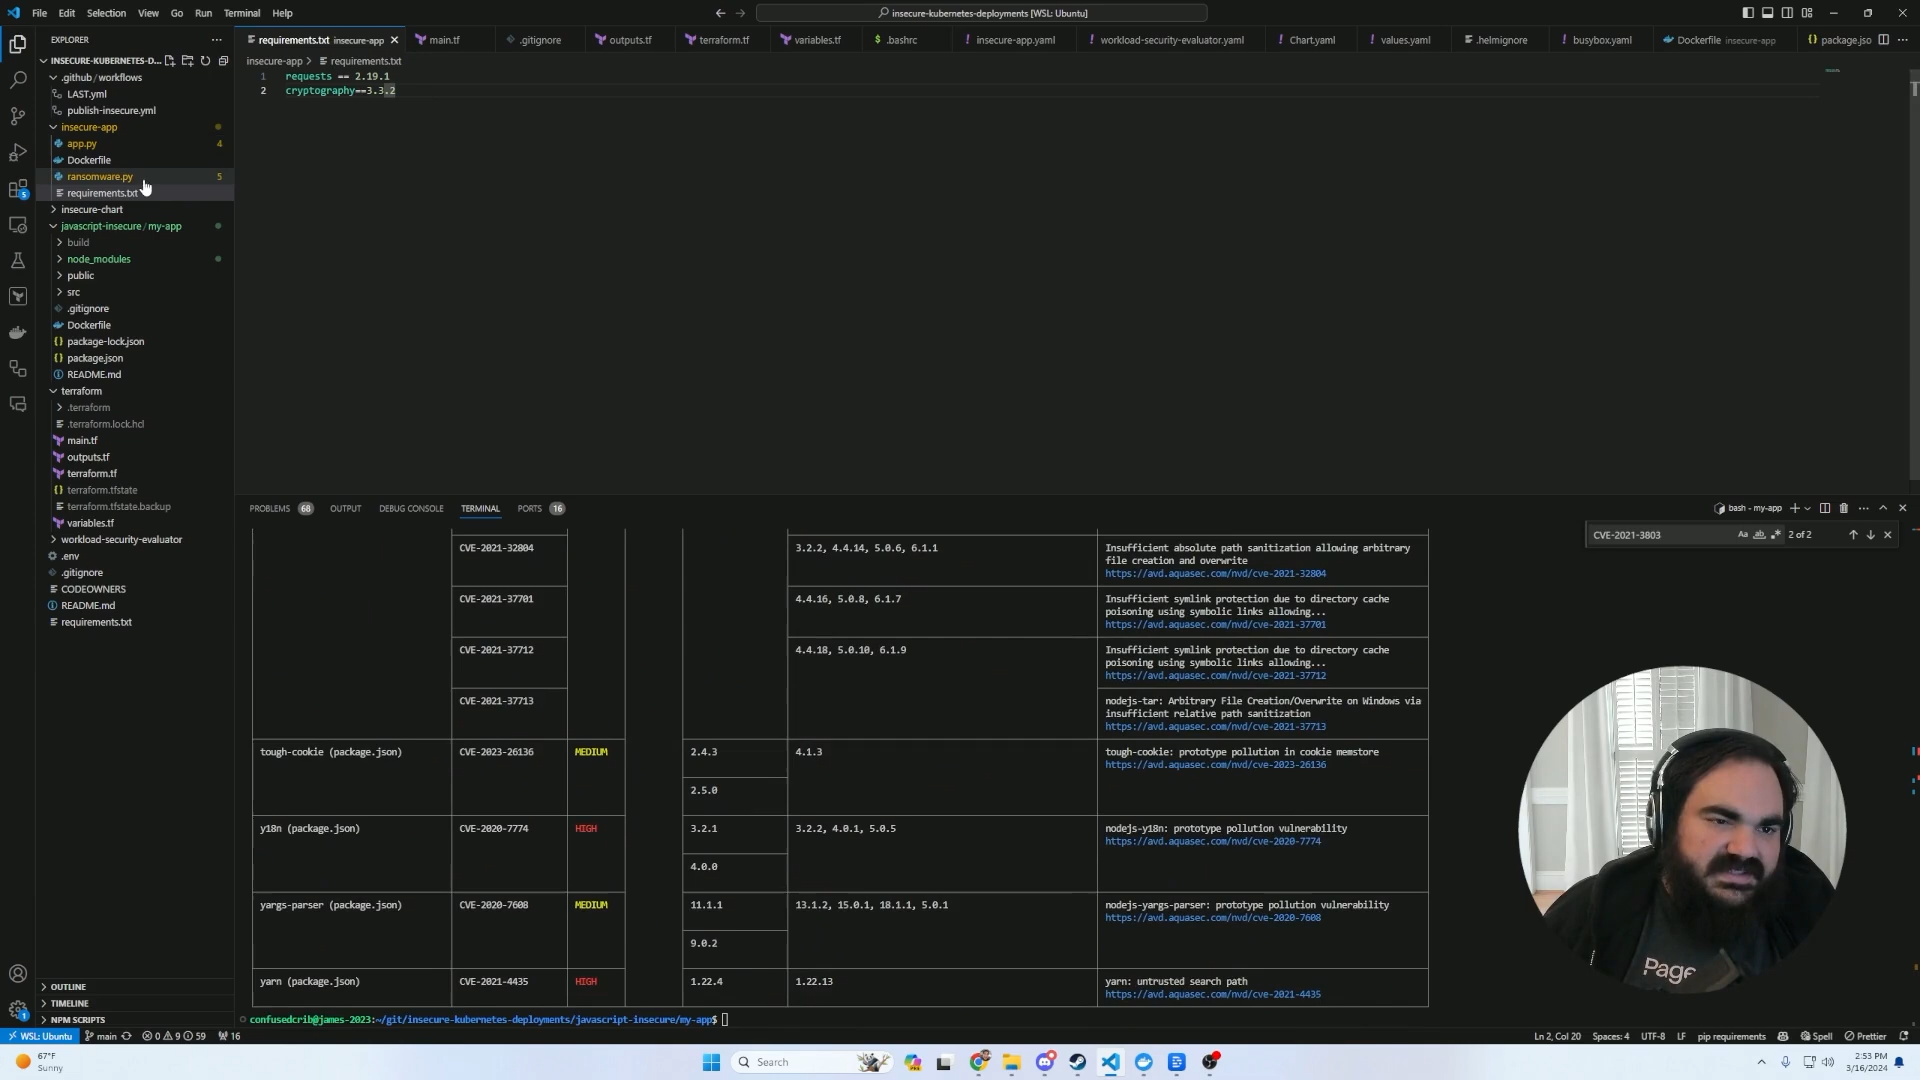 File Edit Selection View Go Run Terminal Help
insecure-kubernetes-deployments [WSL: Ubuntu]
EXPLORER
requirements.txt insecure-app
main.tf
.gitignore
outputs.tf
terraform.tf
variables.tf
.bashrc
insecure-app.yaml
workload-security-evaluator.yaml
Chart.yaml
values.yaml
.helmignore
busybox.yaml
Dockerfile insecure-app
package.jso
INSECURE-KUBERNETES-D...
insecure-app > requirements.txt
.github / workflows
LAST.yml
publish-insecure.yml
insecure-app
app.py 4
Dockerfile
ransomware.py 5
requirements.txt
insecure-chart
javascript-insecure / my-app
build
node_modules
public
src
.gitignore
Dockerfile
package-lock.json
package.json
README.md
terraform
.terraform
.terraform.lock.hcl
main.tf
outputs.tf
terraform.tf
terraform.tfstate
terraform.tfstate.backup
variables.tf
workload-security-evaluator
.env
.gitignore
CODEOWNERS
README.md
requirements.txt
OUTLINE
TIMELINE
NPM SCRIPTS
1 requests == 2.19.1
2 cryptography==3.3.2
PROBLEMS 68 OUTPUT DEBUG CONSOLE TERMINAL PORTS 16
bash - my-app
CVE-2021-3803 Aa ab 2 of 2
CVE-2021-32804 3.2.2, 4.4.14, 5.0.6, 6.1.1 Insufficient absolute path sanitization allowing arbitrary
file creation and overwrite
https://avd.aquasec.com/nvd/cve-2021-32804
CVE-2021-37701 4.4.16, 5.0.8, 6.1.7 Insufficient symlink protection due to directory cache
poisoning using symbolic links allowing...
https://avd.aquasec.com/nvd/cve-2021-37701
CVE-2021-37712 4.4.18, 5.0.10, 6.1.9 Insufficient symlink protection due to directory cache
poisoning using symbolic links allowing...
https://avd.aquasec.com/nvd/cve-2021-37712
CVE-2021-37713 nodejs-tar: Arbitrary File Creation/Overwrite on Windows via
insufficient relative path sanitization
https://avd.aquasec.com/nvd/cve-2021-37713
tough-cookie (package.json) CVE-2023-26136 MEDIUM 2.4.3 4.1.3 tough-cookie: prototype pollution in cookie memstore
https://avd.aquasec.com/nvd/cve-2023-26136
2.5.0
y18n (package.json) CVE-2020-7774 HIGH 3.2.1 3.2.2, 4.0.1, 5.0.5 nodejs-y18n: prototype pollution vulnerability
https://avd.aquasec.com/nvd/cve-2020-7774
4.0.0
yargs-parser (package.json) CVE-2020-7608 MEDIUM 11.1.1 13.1.2, 15.0.1, 18.1.1, 5.0.1 nodejs-yargs-parser: prototype pollution vulnerability
https://avd.aquasec.com/nvd/cve-2020-7608
9.0.2
yarn (package.json) CVE-2021-4435 HIGH 1.22.4 1.22.13 yarn: untrusted search path
https://avd.aquasec.com/nvd/cve-2021-4435
confusedcrib@james-2023:~/git/insecure-kubernetes-deployments/javascript-insecure/my-app$
Page
WSL: Ubuntu main 0 9 59 16
Ln 2, Col 20 Spaces: 4 UTF-8 LF pip requirements Spell Prettier
67°F
Sunny
Search
2:53 PM
3/16/2024